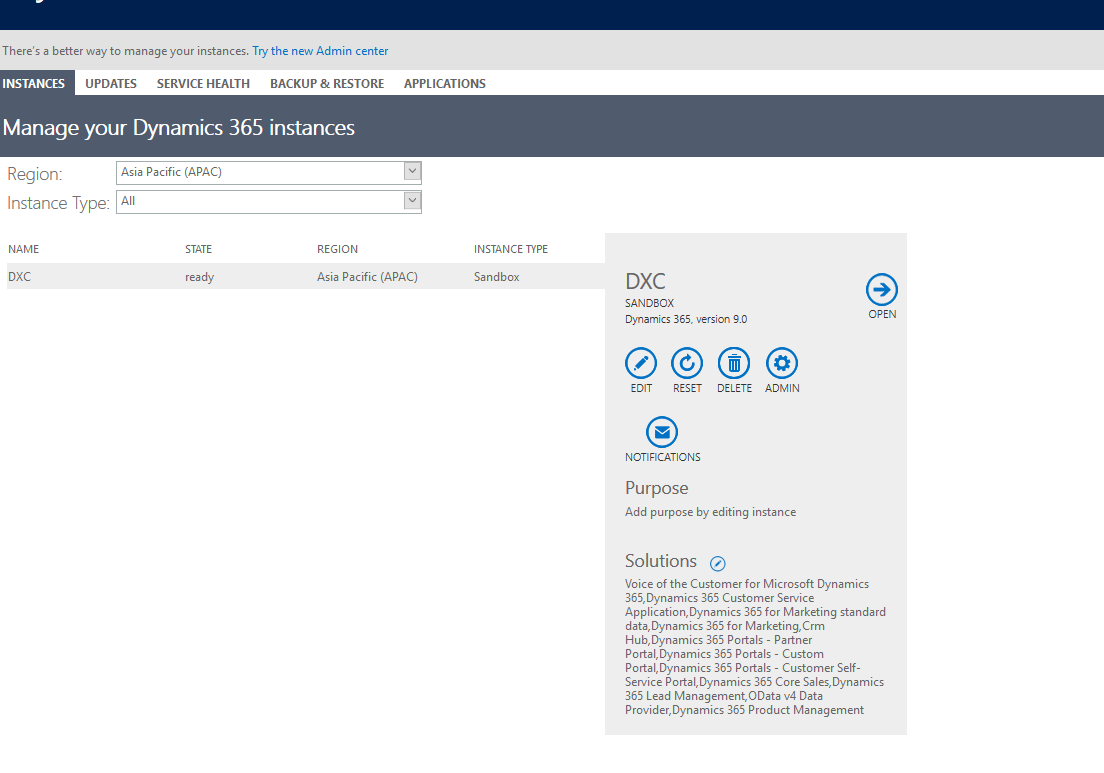 There's a better way to manage your instances. Try the new Admin center
INSTANCES UPDATES SERVICE HEALTH BACKUP & RESTORE APPLICATIONS
Manage your Dynamics 365 instances
Region: Asia Pacific (APAC)
Instance Type: All
NAME STATE REGION INSTANCE TYPE
DXC ready Asia Pacific (APAC) Sandbox
DXC
SANDBOX
Dynamics 365, version 9.0
OPEN
EDIT RESET DELETE ADMIN
NOTIFICATIONS
Purpose
Add purpose by editing instance
Solutions
Voice of the Customer for Microsoft Dynamics
365,Dynamics 365 Customer Service
Application,Dynamics 365 for Marketing standard
data,Dynamics 365 for Marketing,Crm
Hub,Dynamics 365 Portals - Partner
Portal,Dynamics 365 Portals - Custom
Portal,Dynamics 365 Portals - Customer Self-
Service Portal,Dynamics 365 Core Sales,Dynamics
365 Lead Management,OData v4 Data
Provider,Dynamics 365 Product Management